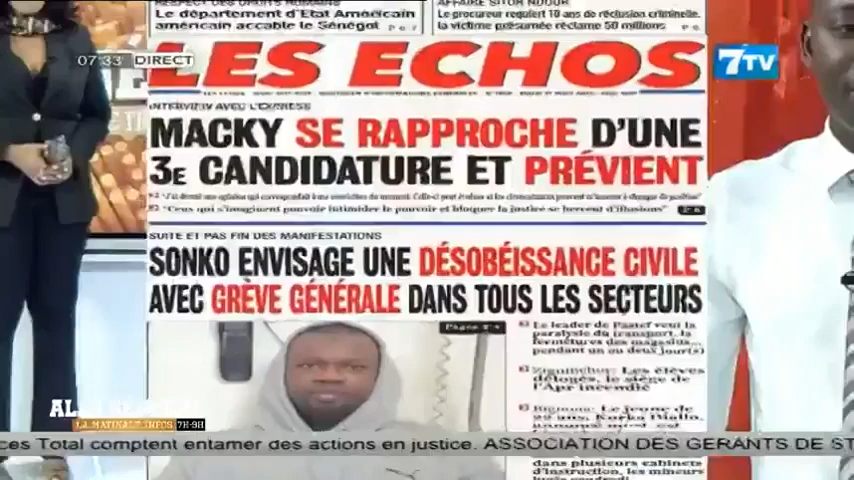 RESPECT DES DROITS HUMAINS
Le département d'Etat Américain
américain accable le Sénégal
AFFAIRE SITOR NDOUR
Le procureur requiert 10 ans de réclusion criminelle,
la victime présumée réclame 50 millions
07:33 DIRECT
LES ECHOS
7TV
INTERVIEW AVEC L'EXPRESS
MACKY SE RAPPROCHE D'UNE
3E CANDIDATURE ET PRÉVIENT
"Ceux qui s'imaginent pouvoir intimider le pouvoir et bloquer la justice se bercent d'illusions"
SUITE ET PAS FIN DES MANIFESTATIONS
SONKO ENVISAGE UNE DÉSOBÉISSANCE CIVILE
AVEC GRÈVE GÉNÉRALE DANS TOUS LES SECTEURS
Le leader de Pastef veut la
paralysie du transport, la
fermetures des magasins...
pendant un ou deux jour(s)
Ziguinchor: Les élèves
délogés, le siège de
l'Apr incendié
Bignona: Le jeune de
LA MATINALE INFOS 7H-9H
ces Total comptent entamer des actions en justice. ASSOCIATION DES GERANTS DE ST
dans plusieurs cabinets
d'instruction, les mineurs